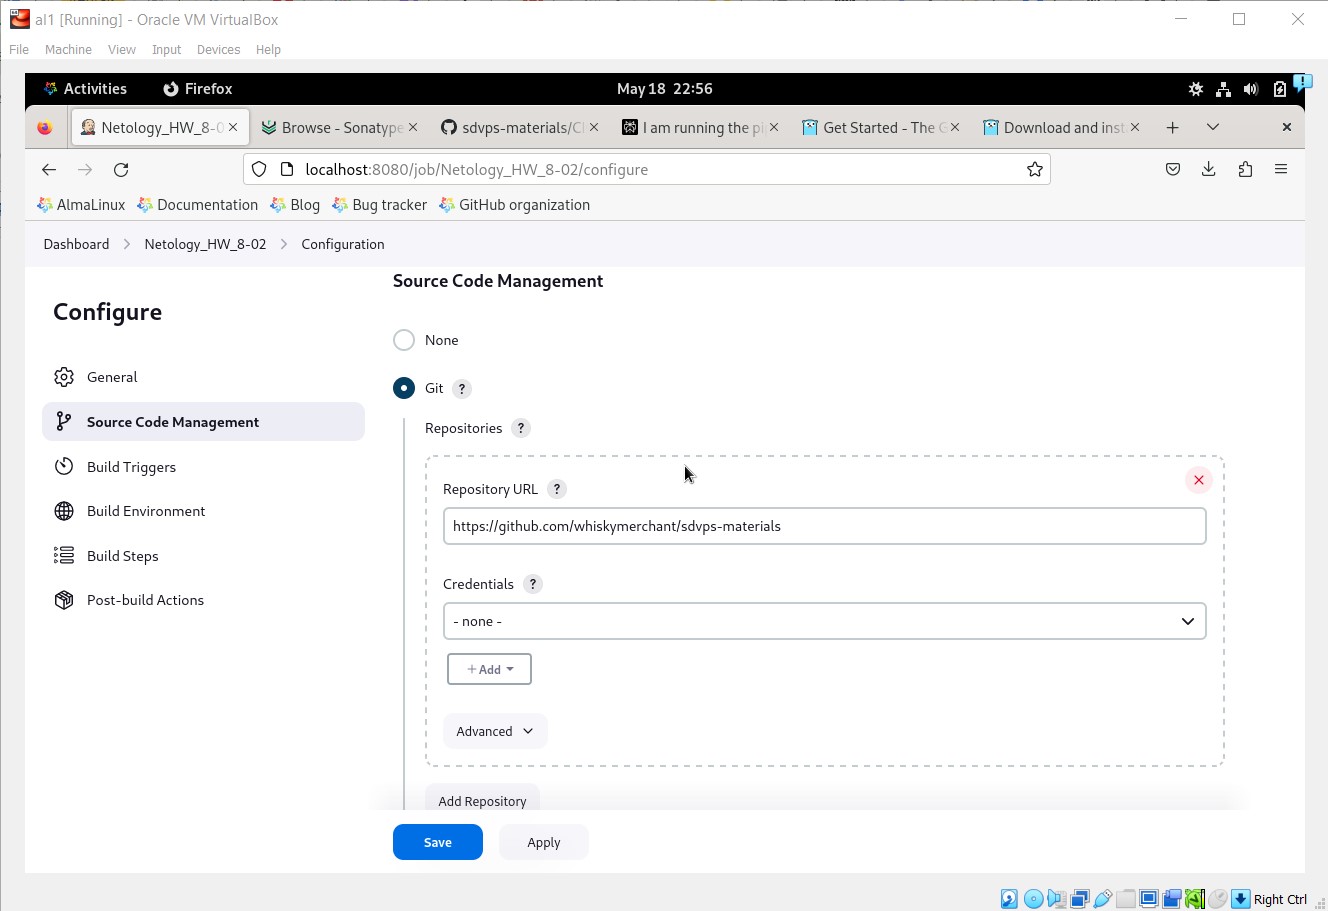 al1 [Running] - Oracle VM VirtualBox
File Machine View Input Devices Help
Activities Firefox May 18 22:56
Netology_HW_8-0 Browse - Sonatype sdvps-materials/C I am running the pi Get Started - The G Download and inst
localhost:8080/job/Netology_HW_8-02/configure
AlmaLinux Documentation Blog Bug tracker GitHub organization
Dashboard Netology_HW_8-02 Configuration
Configure
General
Source Code Management
Build Triggers
Build Environment
Build Steps
Post-build Actions
Source Code Management
None
Git ?
Repositories ?
Repository URL ?
https://github.com/whiskymerchant/sdvps-materials
Credentials ?
- none -
+ Add
Advanced
Add Repository
Save Apply
Right Ctrl